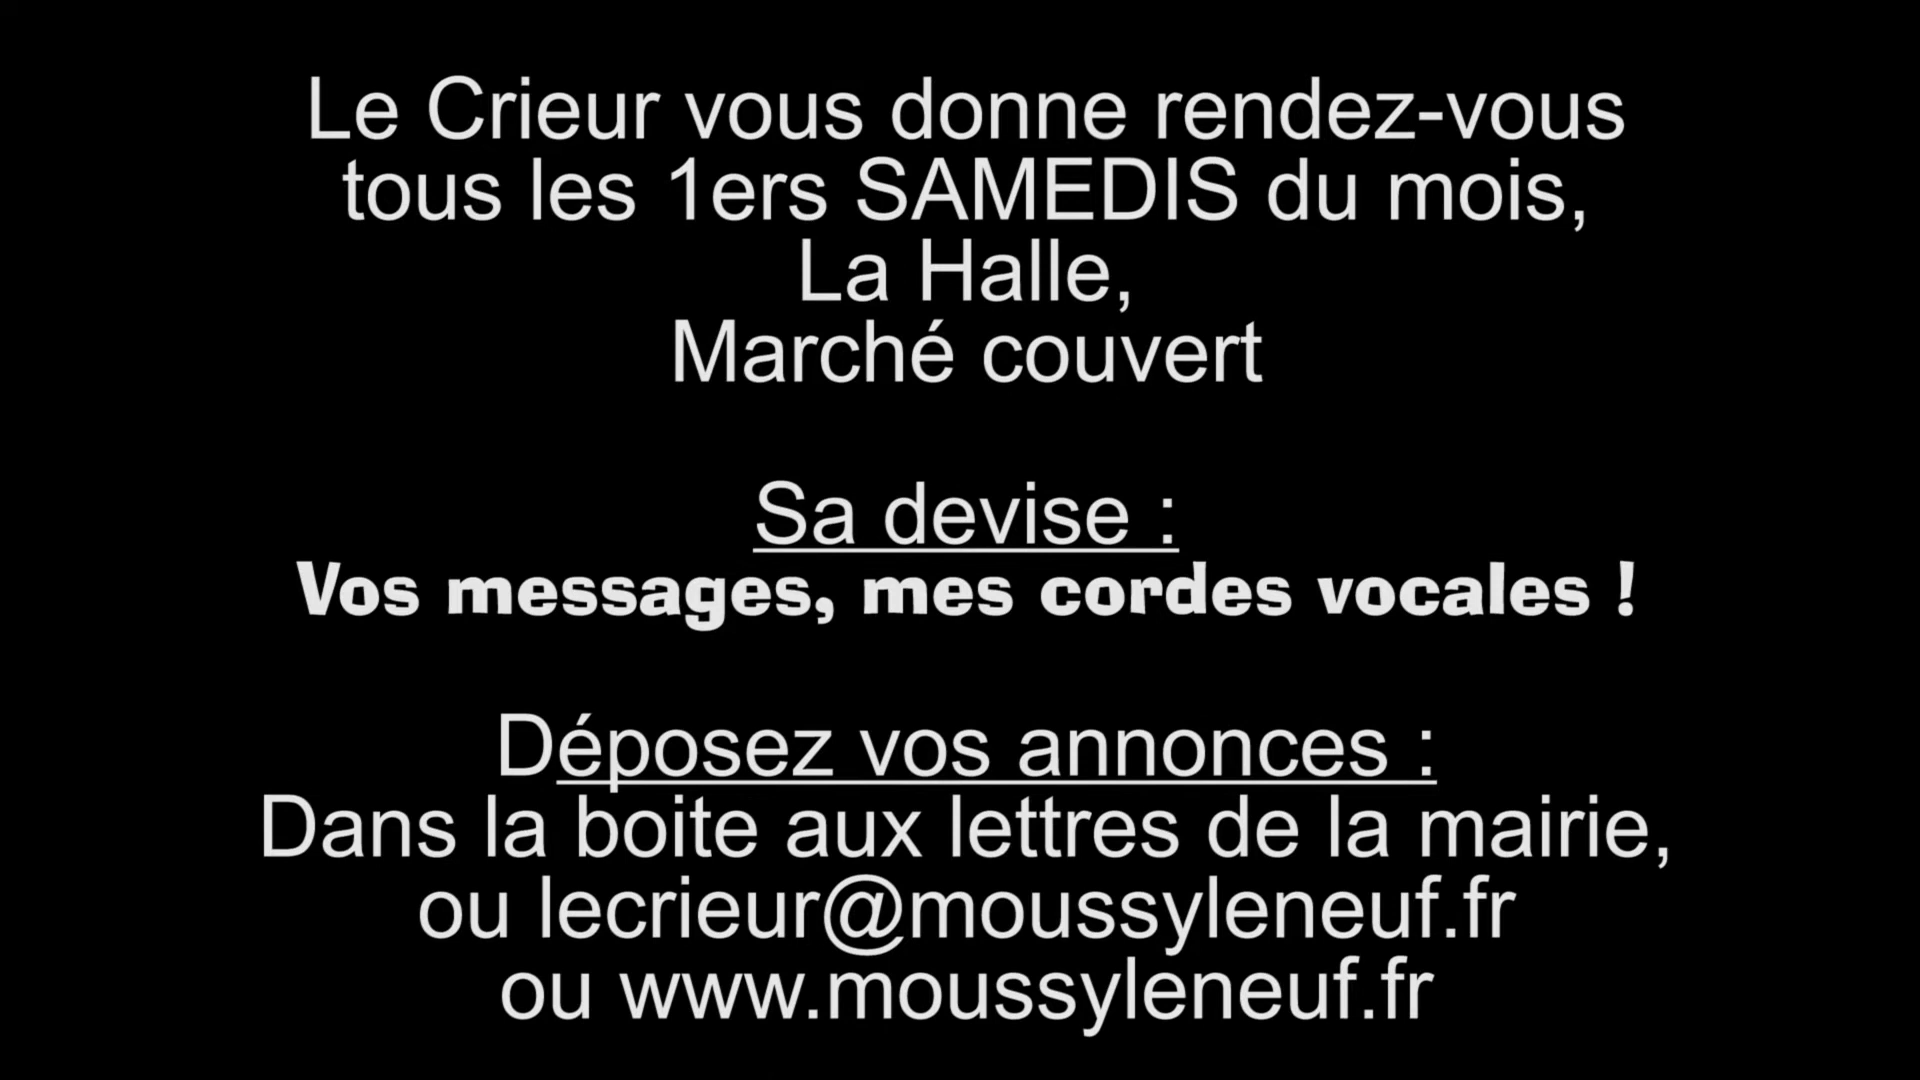 Le Crieur vous donne rendez-vous
tous les 1ers SAMEDIS du mois,
La Halle,
Marché couvert
Sa devise :
Vos messages, mes cordes vocales !
Déposez vos annonces :
Dans la boite aux lettres de la mairie,
ou lecrieur@moussyleneuf.fr
ou www.moussyleneuf.fr